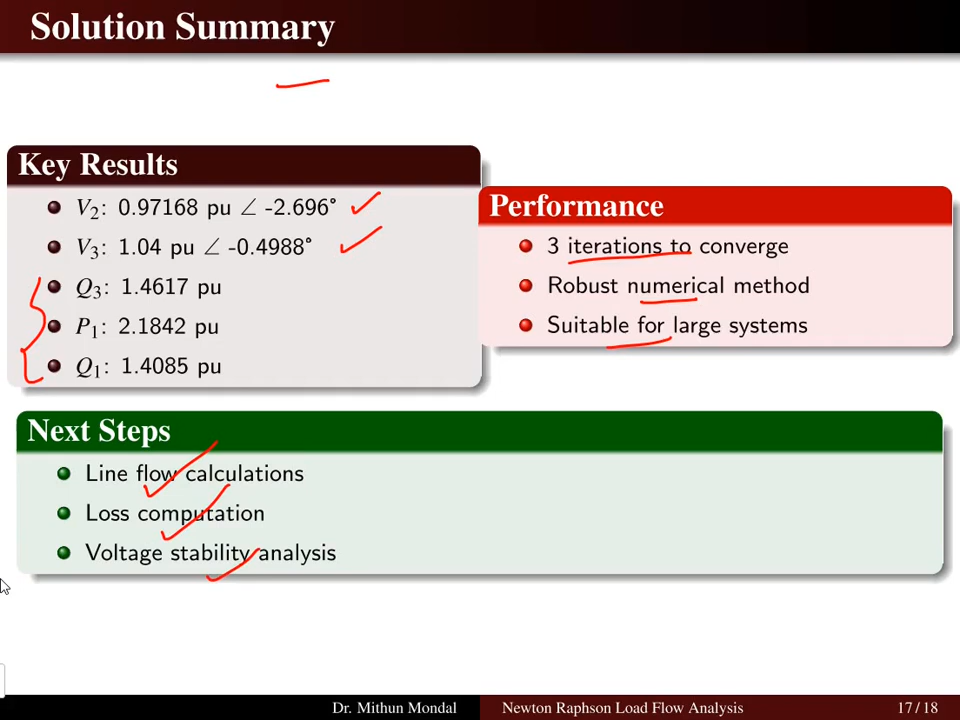 Solution Summary
Key Results
V2: 0.97168 pu ∠ -2.696°
V3: 1.04 pu ∠ -0.4988°
Q3: 1.4617 pu
P1: 2.1842 pu
Q1: 1.4085 pu
Performance
3 iterations to converge
Robust numerical method
Suitable for large systems
Next Steps
Line flow calculations
Loss computation
Voltage stability analysis
Dr. Mithun Mondal
Newton Raphson Load Flow Analysis
17 / 18